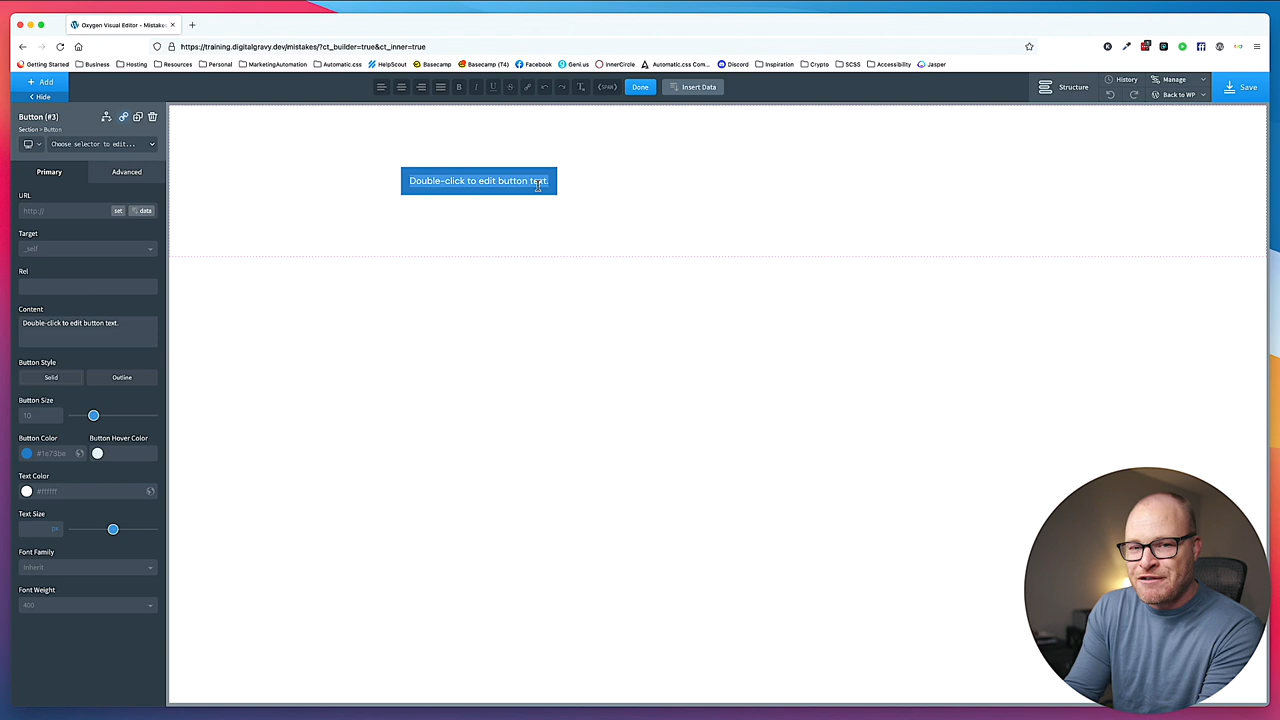 Oxygen Visual Editor - Mistake
https://training.digitalgravy.dev/mistakes/?ct_builder=true&ct_inner=true
Getting Started Business Hosting Resources Personal MarketingAutomation Automatic.css HelpScout Basecamp Basecamp (T4) Facebook Geni.us InnerCircle Automatic.css Com... Discord Inspiration Crypto SCSS Accessibility Jasper
+ Add
< Hide
B I U S T (SPAN) Done Insert Data
Structure
History
Manage
Back to WP
Save
Button (#3)
Section > Button
Choose selector to edit...
Primary Advanced
URL
http:// set data
Target
_self
Rel
Content
Double-click to edit button text.
Button Style
Solid Outline
Button Size
10
Button Color Button Hover Color
#1e73be
Text Color
#ffffff
Text Size
px
Font Family
Inherit
Font Weight
400
Double-click to edit button text.